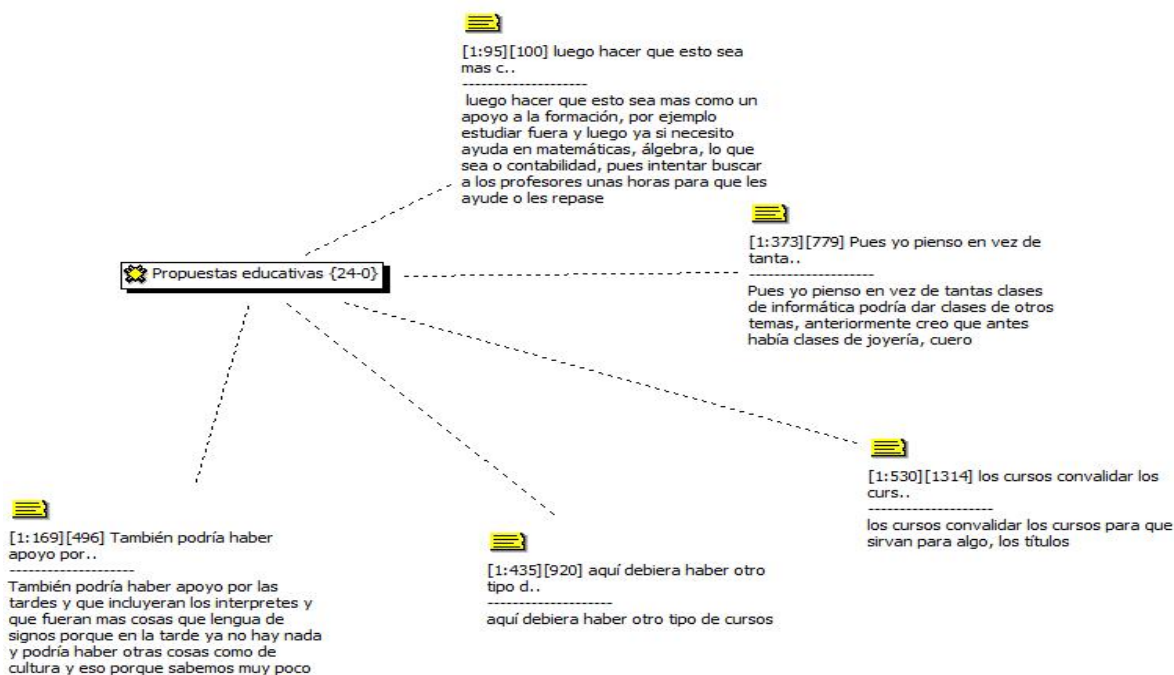 [1:95][100] luego hacer que esto sea
mas c..
--------------------
luego hacer que esto sea mas como un
apoyo a la formación, por ejemplo
estudiar fuera y luego ya si necesito
ayuda en matemáticas, álgebra, lo que
sea o contabilidad, pues intentar buscar
a los profesores unas horas para que les
ayude o les repase
[1:373][779] Pues yo pienso en vez de
tanta..
--------------------
Pues yo pienso en vez de tantas clases
de informática podría dar clases de otros
temas, anteriormente creo que antes
había clases de joyería, cuero
Propuestas educativas {24-0}
[1:530][1314] los cursos convalidar los
curs..
--------------------
los cursos convalidar los cursos para que
sirvan para algo, los títulos
[1:169][496] También podría haber
apoyo por..
--------------------
También podría haber apoyo por las
tardes y que incluyeran los interpretes y
que fueran mas cosas que lengua de
signos porque en la tarde ya no hay nada
y podría haber otras cosas como de
cultura y eso porque sabemos muy poco
[1:435][920] aquí debiera haber otro
tipo d..
--------------------
aquí debiera haber otro tipo de cursos